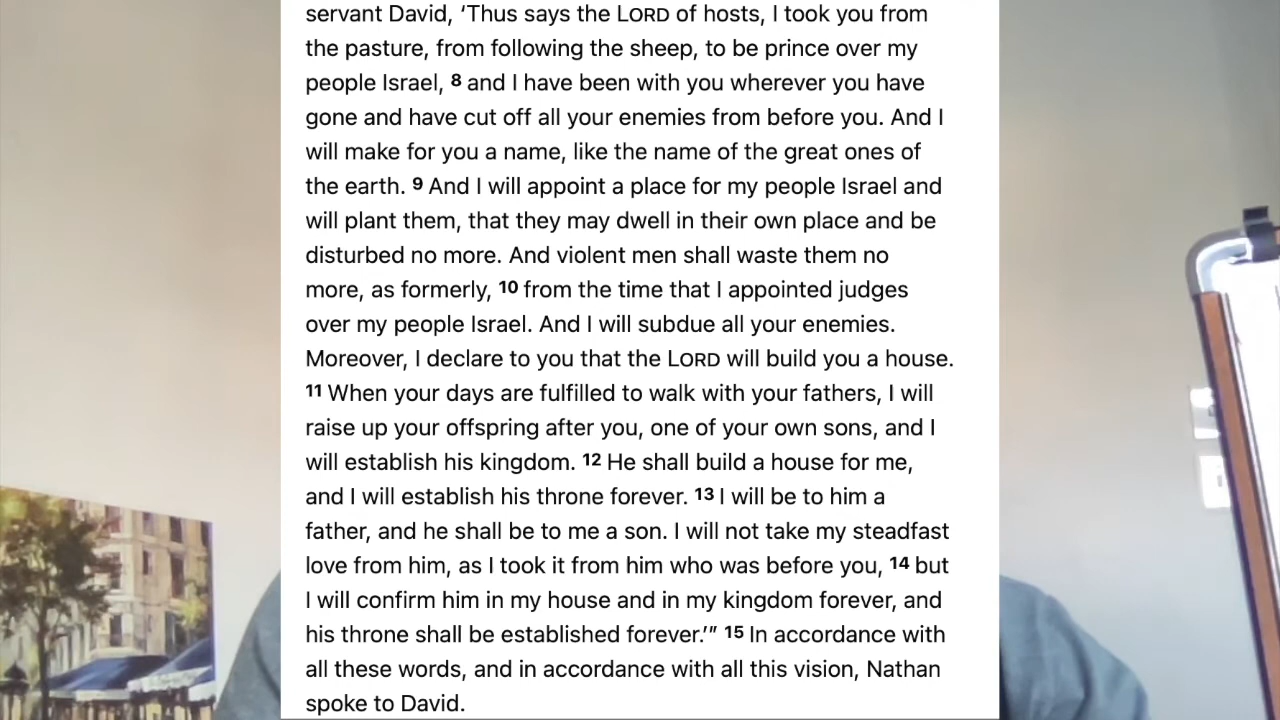 servant David, ‘Thus says the LORD of hosts, I took you from
the pasture, from following the sheep, to be prince over my
people Israel, 8 and I have been with you wherever you have
gone and have cut off all your enemies from before you. And I
will make for you a name, like the name of the great ones of
the earth. 9 And I will appoint a place for my people Israel and
will plant them, that they may dwell in their own place and be
disturbed no more. And violent men shall waste them no
more, as formerly, 10 from the time that I appointed judges
over my people Israel. And I will subdue all your enemies.
Moreover, I declare to you that the LORD will build you a house.
11 When your days are fulfilled to walk with your fathers, I will
raise up your offspring after you, one of your own sons, and I
will establish his kingdom. 12 He shall build a house for me,
and I will establish his throne forever. 13 I will be to him a
father, and he shall be to me a son. I will not take my steadfast
love from him, as I took it from him who was before you, 14 but
I will confirm him in my house and in my kingdom forever, and
his throne shall be established forever.’” 15 In accordance with
all these words, and in accordance with all this vision, Nathan
spoke to David.